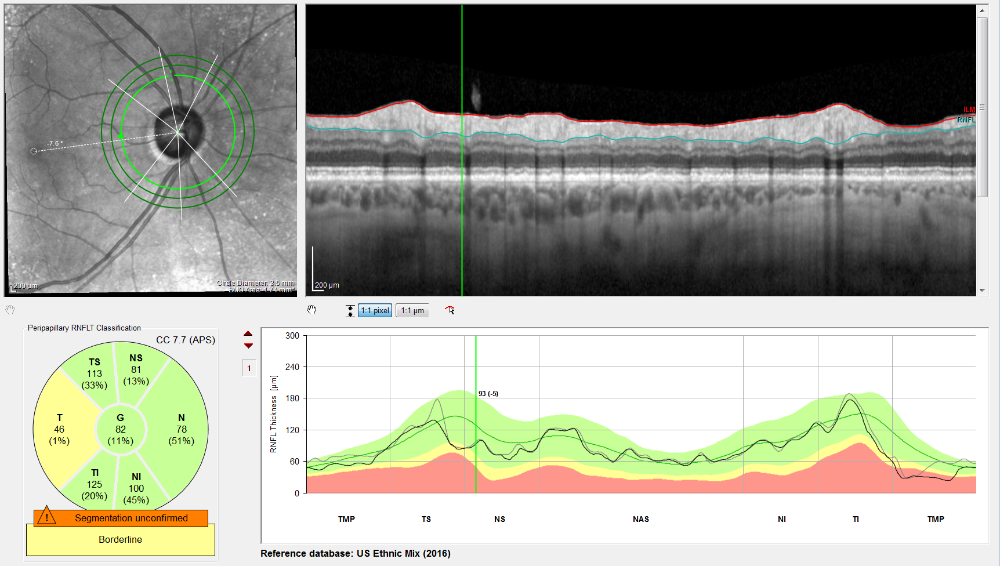 -7.6 °
200 µm
Circle Diameter: 3.5 mm
BMO Area: 1.74 mm²
ILM
RNFL
200 µm
1:1 pixel
1:1 µm
Peripapillary RNFLT Classification
CC 7.7 (APS)
TS
113
(33%)
NS
81
(13%)
T
46
(1%)
G
82
(11%)
N
78
(51%)
TI
125
(20%)
NI
100
(45%)
! Segmentation unconfirmed
Borderline
1
RNFL Thickness [µm]
300
240
180
120
60
0
93 (-5)
TMP TS NS NAS NI TI TMP
Reference database: US Ethnic Mix (2016)